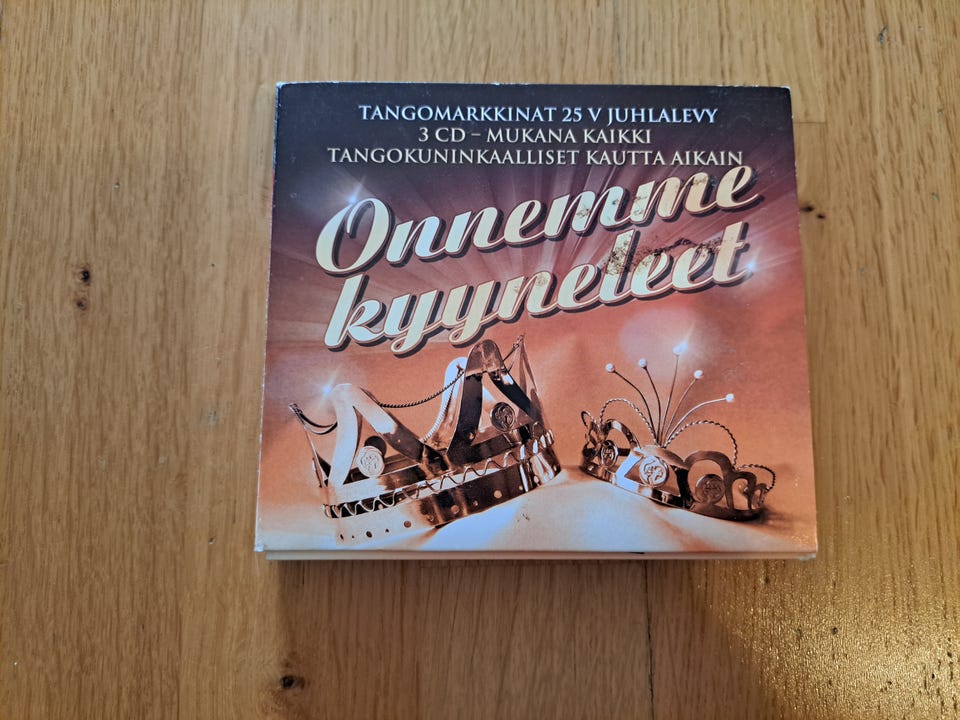 TANGOMARKKINAT 25 V JUHLALEVY
3 CD – MUKANA KAIKKI
TANGOKUNINKAALLISET KAUTTA AIKAIN
Onnemme
kyyneleet